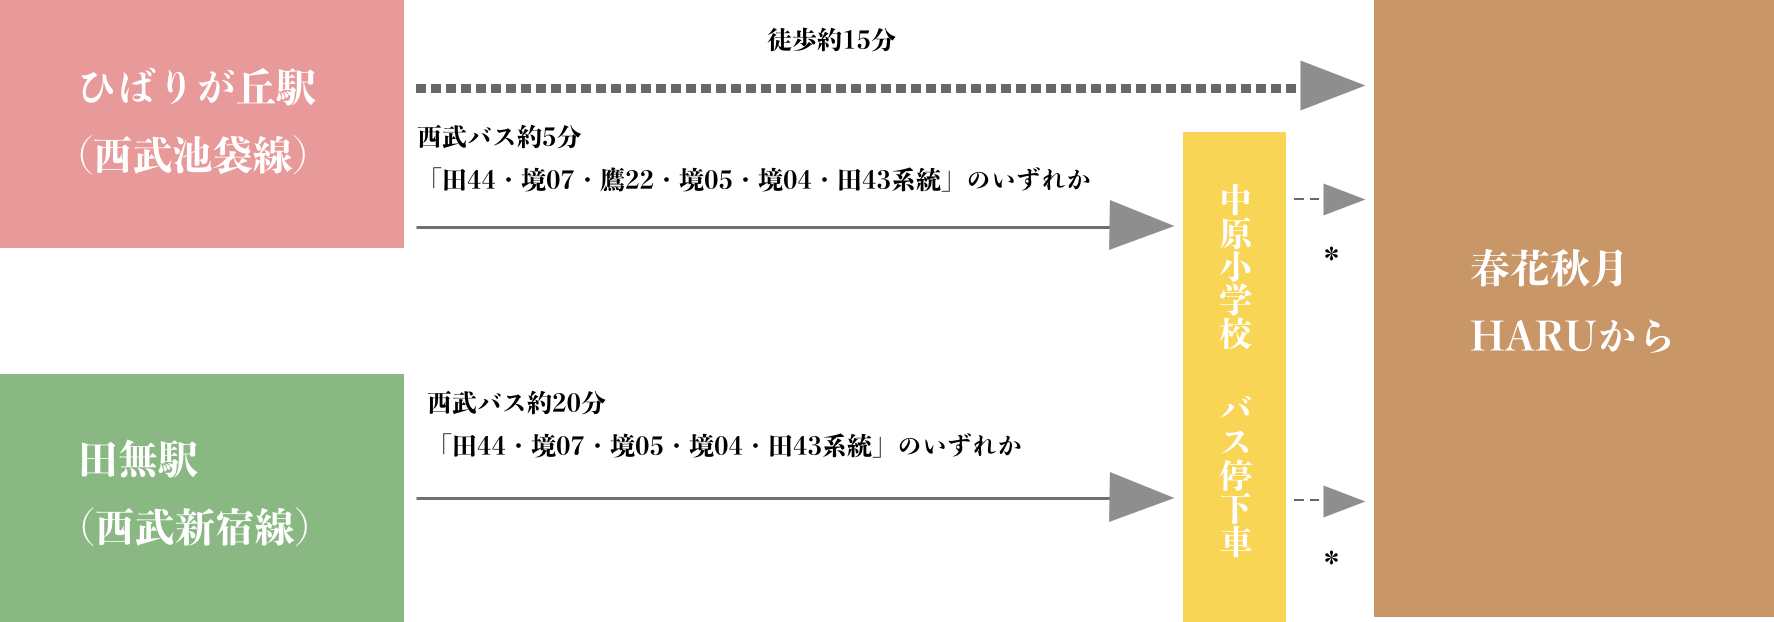 ひばりが丘駅
（西武池袋線）
徒歩約15分
西武バス約5分
「田44・境07・鷹22・境05・境04・田43系統」のいずれか
田無駅
（西武新宿線）
西武バス約20分
「田44・境07・境05・境04・田43系統」のいずれか
中原小学校　バス停下車
*
*
春花秋月
HARUから